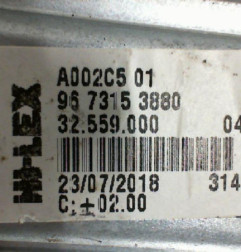 HI-LEX
A002C5 01
96 7315 3880
32.559.000 04
23/07/2018 314
C: ±02.00